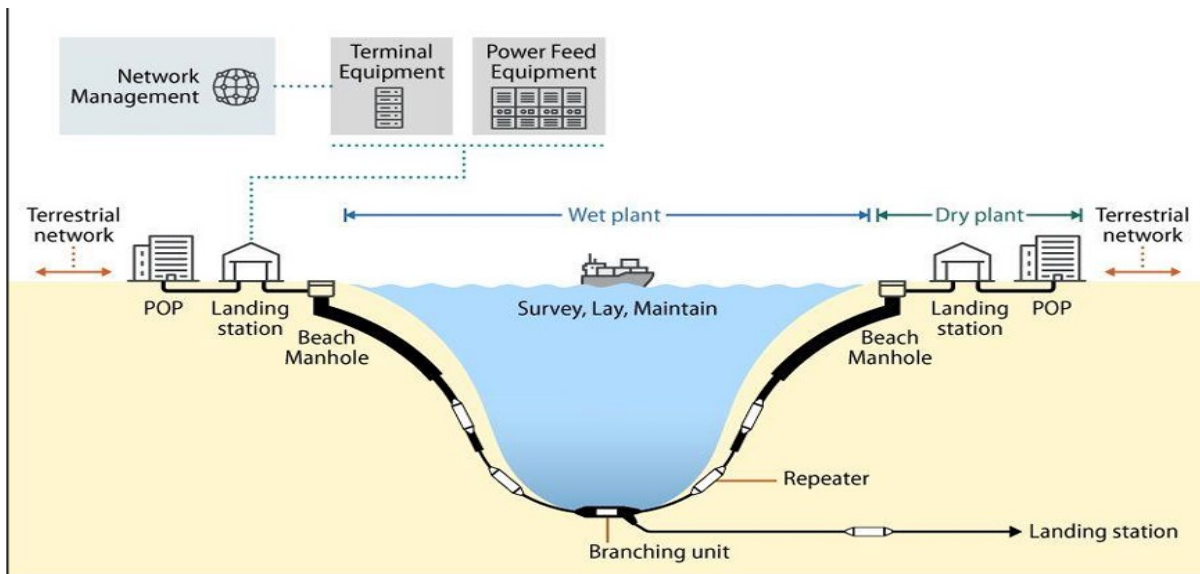 Network
Management
Terminal
Equipment
Power Feed
Equipment
Terrestrial
network
Wet plant
Dry plant
Terrestrial
network
POP
Landing
station
Beach
Manhole
Survey, Lay, Maintain
Beach
Manhole
Landing
station
POP
Repeater
Branching unit
Landing station